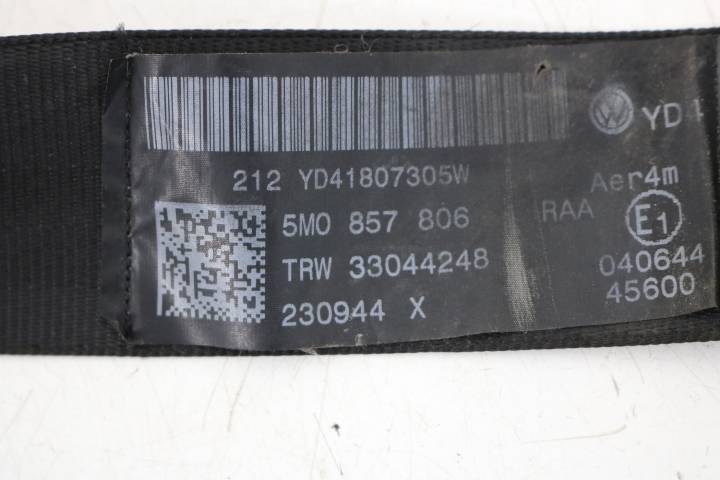 YD
212 YD41807305W Aer4m
5M0 857 806 RAA E1
TRW 33044248 040644
230944 X 45600